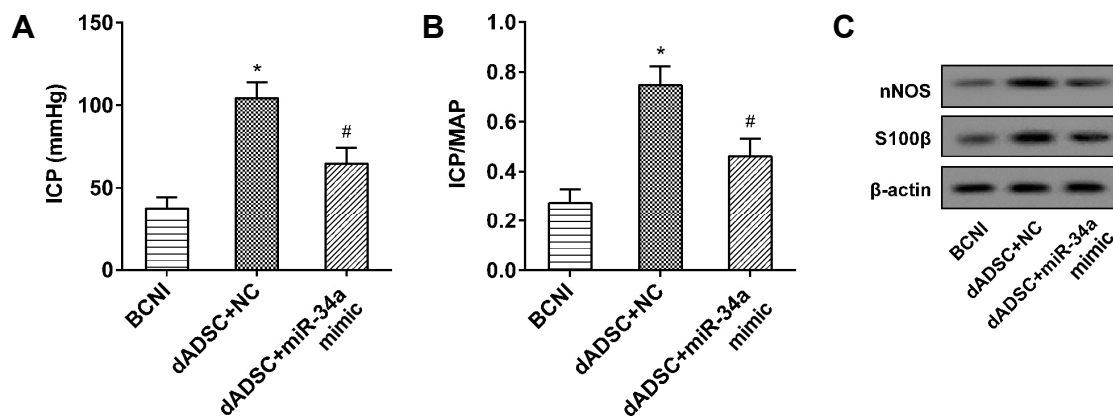 A
ICP (mmHg)
150
100
50
0
*
#
BCNI
dADSC+NC
dADSC+miR-34a
mimic
B
ICP/MAP
1.0
0.8
0.6
0.4
0.2
0.0
*
#
BCNI
dADSC+NC
dADSC+miR-34a
mimic
C
nNOS
S100β
β-actin
BCNI
dADSC+NC
dADSC+miR-34a
mimic